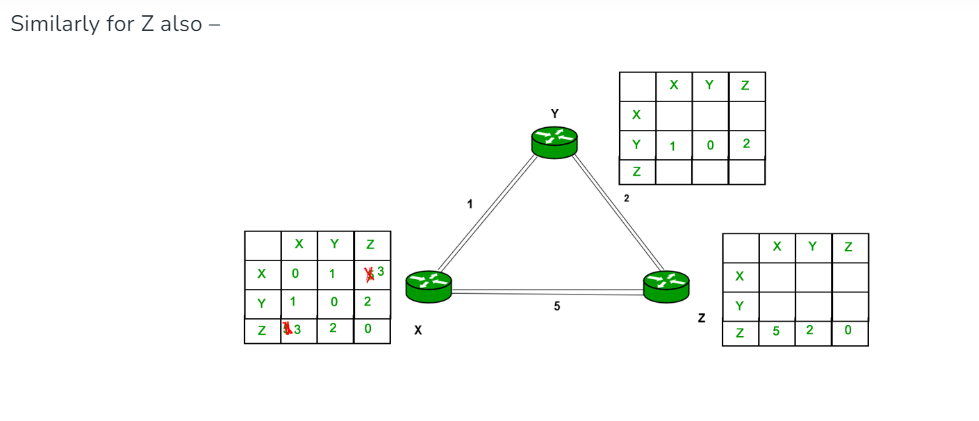 Similarly for Z also –
X Y Z
X
Y 1 0 2
Z
Y
1
2
X Y Z
X 0 1 3
Y 1 0 2
Z 3 2 0
X
5
Z
X Y Z
X
Y
Z 5 2 0